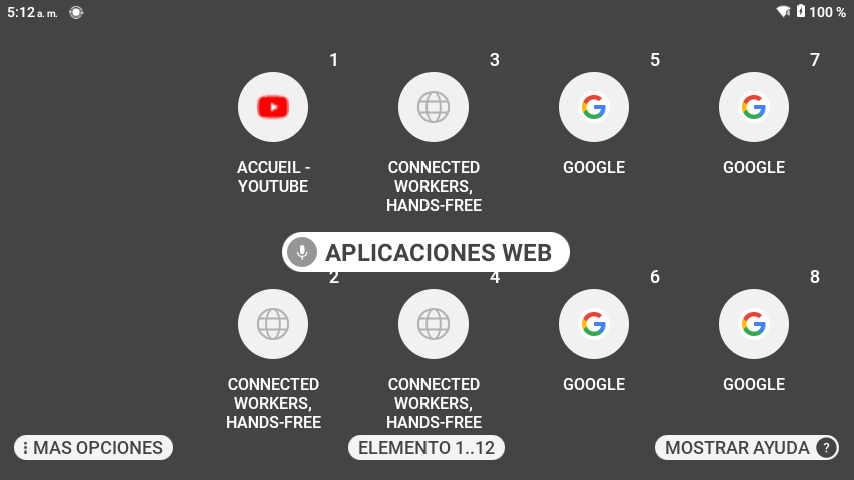 5:12 a. m.
100 %
1
3
5
7
ACCUEIL -
YOUTUBE
CONNECTED
WORKERS,
HANDS-FREE
GOOGLE
GOOGLE
APLICACIONES WEB
2
4
6
8
CONNECTED
WORKERS,
HANDS-FREE
CONNECTED
WORKERS,
HANDS-FREE
GOOGLE
GOOGLE
MAS OPCIONES
ELEMENTO 1..12
MOSTRAR AYUDA ?